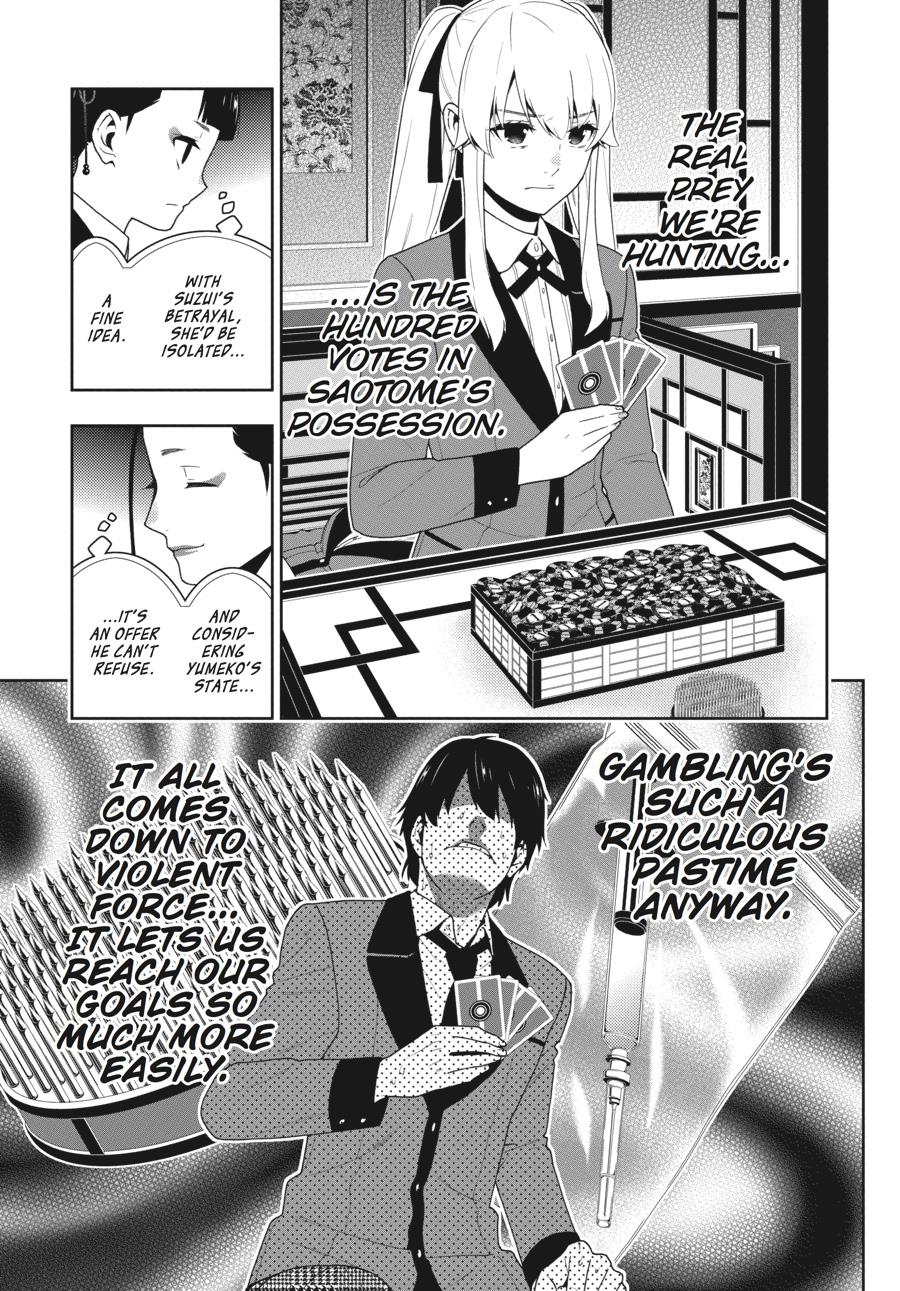 THE
REAL
PREY
WE'RE
HUNTING...
...IS THE
HUNDRED
VOTES IN
SAOTOME'S
POSSESSION.
WITH
SUZUI'S
BETRAYAL,
SHE'D BE
ISOLATED...
A
FINE
IDEA.
AND
CONSID-
ERING
YUMEKO'S
STATE...
...IT'S
AN OFFER
HE CAN'T
REFUSE.
GAMBLING'S
SUCH A
RIDICULOUS
PASTIME
ANYWAY.
IT ALL
COMES
DOWN TO
VIOLENT
FORCE...
IT LETS US
REACH OUR
GOALS SO
MUCH MORE
EASILY.